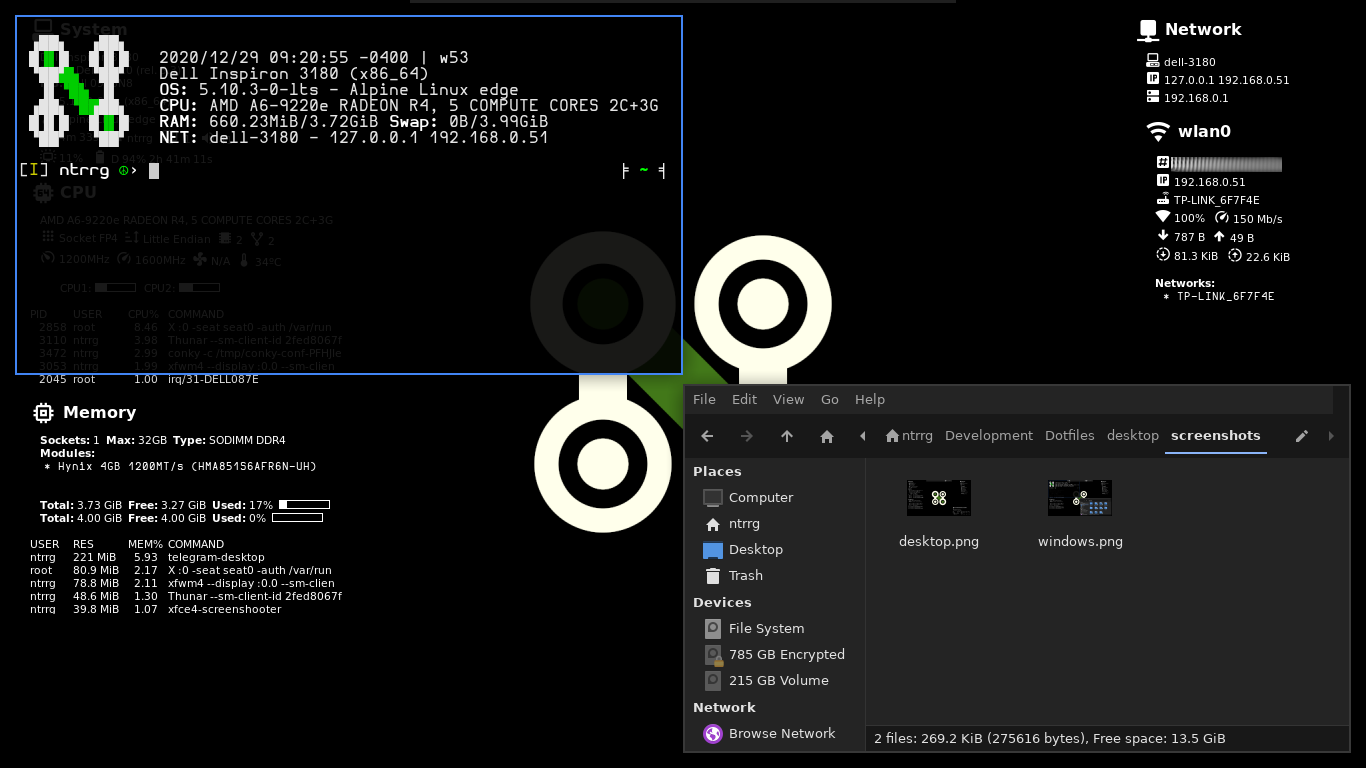 2020/12/29 09:20:55 -0400 | w53
Dell Inspiron 3180 (x86_64)
OS: 5.10.3-0-lts - Alpine Linux edge
CPU: AMD A6-9220e RADEON R4, 5 COMPUTE CORES 2C+3G
RAM: 660.23MiB/3.72GiB Swap: 0B/3.99GiB
NET: dell-3180 - 127.0.0.1 192.168.0.51
[I] ntrrg ☮› ╞ ~ ╡
System
11% D 94% 2h 41m 11s
CPU
AMD A6-9220e RADEON R4, 5 COMPUTE CORES 2C+3G
Socket FP4 Little Endian 2 2
1200MHz 1600MHz N/A 34ºC
CPU1: CPU2:
PID USER CPU% COMMAND
2858 root 8.46 X :0 -seat seat0 -auth /var/run
3110 ntrrg 3.98 Thunar --sm-client-id 2fed8067f
3472 ntrrg 2.99 conky -c /tmp/conky-conf-PFHJle
3053 ntrrg 1.99 xfwm4 --display :0.0 --sm-clien
2045 root 1.00 irq/31-DELL087E
Memory
Sockets: 1 Max: 32GB Type: SODIMM DDR4
Modules:
* Hynix 4GB 1200MT/s (HMA851S6AFR6N-UH)
Total: 3.73 GiB Free: 3.27 GiB Used: 17%
Total: 4.00 GiB Free: 4.00 GiB Used: 0%
USER RES MEM% COMMAND
ntrrg 221 MiB 5.93 telegram-desktop
root 80.9 MiB 2.17 X :0 -seat seat0 -auth /var/run
ntrrg 78.8 MiB 2.11 xfwm4 --display :0.0 --sm-clien
ntrrg 48.6 MiB 1.30 Thunar --sm-client-id 2fed8067f
ntrrg 39.8 MiB 1.07 xfce4-screenshooter
Network
dell-3180
127.0.0.1 192.168.0.51
192.168.0.1
wlan0
192.168.0.51
TP-LINK_6F7F4E
100% 150 Mb/s
787 B 49 B
81.3 KiB 22.6 KiB
Networks:
* TP-LINK_6F7F4E
File Edit View Go Help
ntrrg Development Dotfiles desktop screenshots
Places
Computer
ntrrg
Desktop
Trash
Devices
File System
785 GB Encrypted
215 GB Volume
Network
Browse Network
desktop.png windows.png
2 files: 269.2 KiB (275616 bytes), Free space: 13.5 GiB